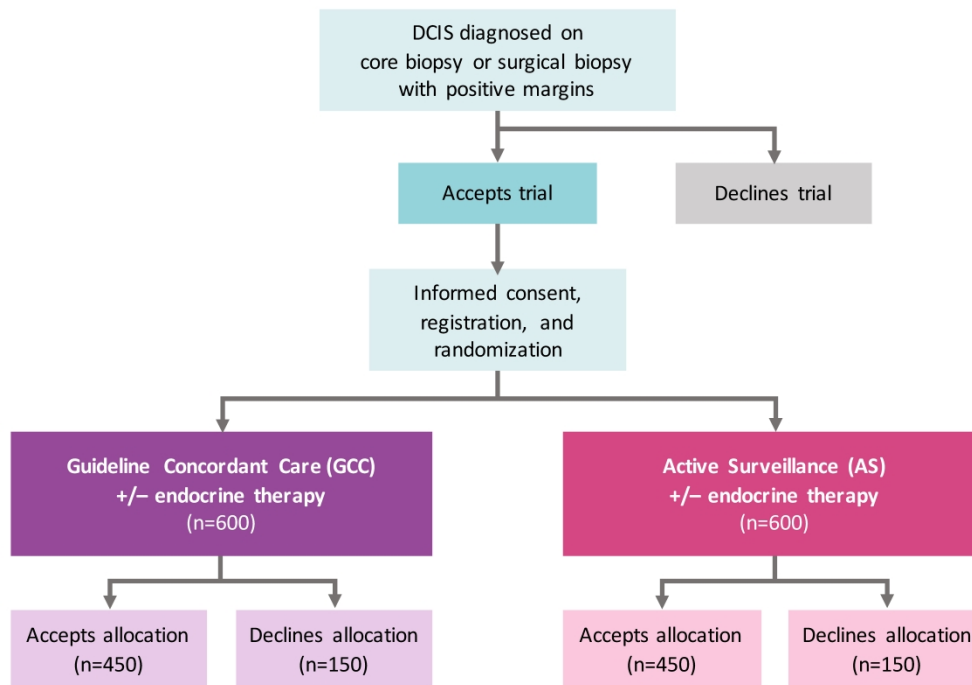 DCIS diagnosed on
core biopsy or surgical biopsy
with positive margins
Accepts trial
Declines trial
Informed consent,
registration, and
randomization
Guideline Concordant Care (GCC)
+/– endocrine therapy
(n=600)
Active Surveillance (AS)
+/– endocrine therapy
(n=600)
Accepts allocation
(n=450)
Declines allocation
(n=150)
Accepts allocation
(n=450)
Declines allocation
(n=150)